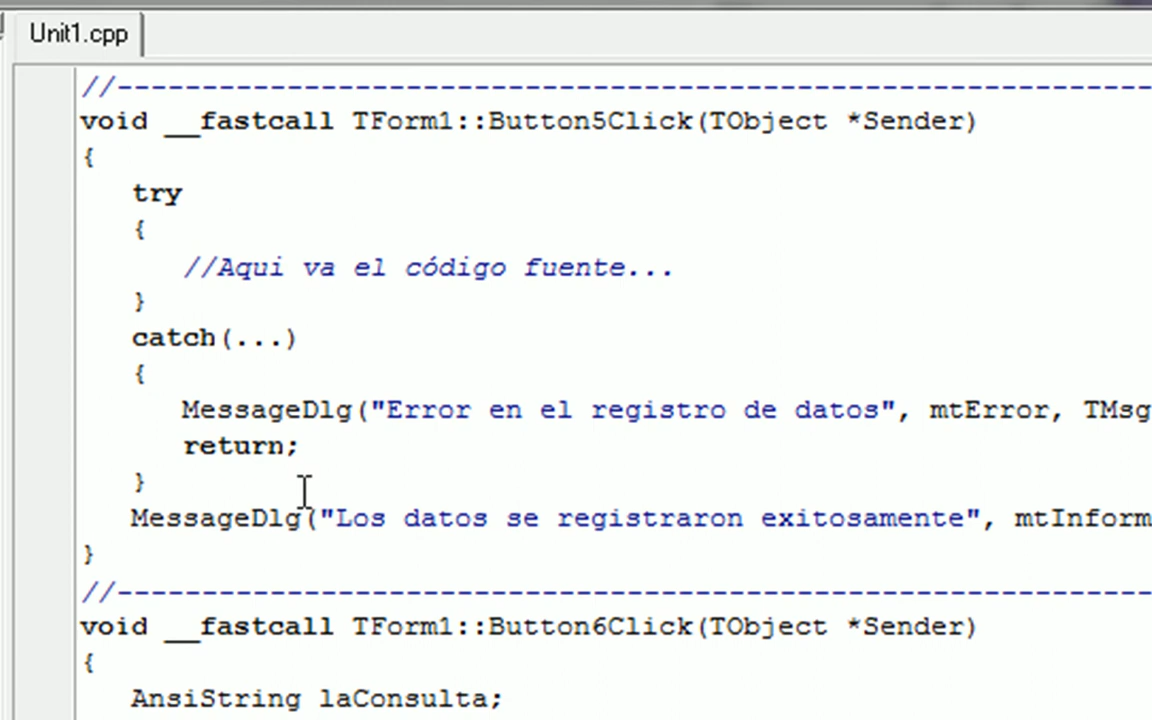 Unit1.cpp
//-------------------------------------------------------------
void __fastcall TForm1::Button5Click(TObject *Sender)
{
try
{
//Aqui va el código fuente...
}
catch(...)
{
MessageDlg("Error en el registro de datos", mtError, TMsg
return;
}
MessageDlg("Los datos se registraron exitosamente", mtInform
}
//-------------------------------------------------------------
void __fastcall TForm1::Button6Click(TObject *Sender)
{
AnsiString laConsulta;